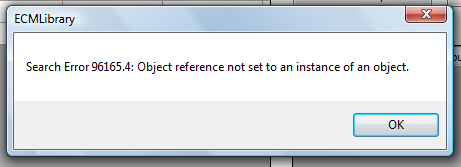 ECMLibrary
Search Error 96165.4: Object reference not set to an instance of an object.
OK